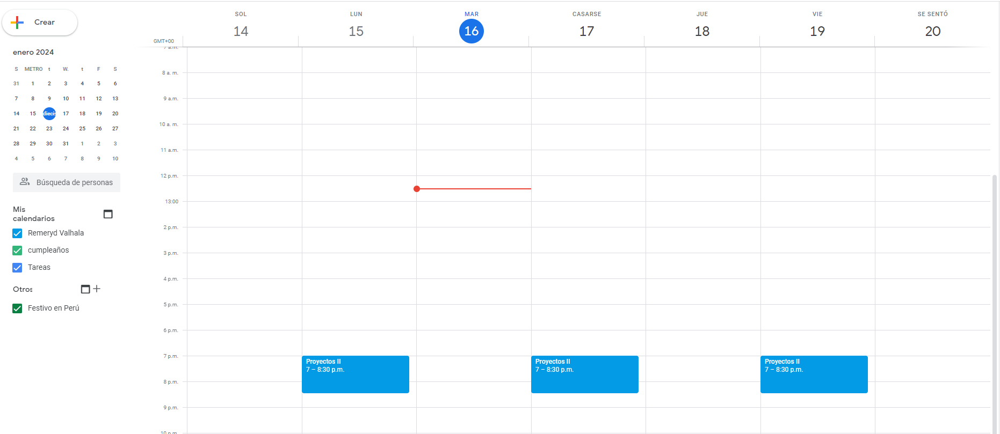 Crear
enero 2024
S METRO t W. t F S
31 1 2 3 4 5 6
7 8 9 10 11 12 13
14 15 diecis 17 18 19 20
21 22 23 24 25 26 27
28 29 30 31 1 2 3
4 5 6 7 8 9 10
Búsqueda de personas
Mis
calendarios
Remeryd Valhala
cumpleaños
Tareas
Otros
Festivo en Perú
SOL LUN MAR CASARSE JUE VIE SE SENTÓ
14 15 16 17 18 19 20
GMT+00
7 a.m.
8 a. m.
9 a.m.
10 a. m.
11 a.m.
12 p.m.
13:00
2 p.m.
3 p.m.
4 p.m.
5 p.m.
6 p.m.
7 p.m.
8 p.m.
9 p.m.
10 p.m.
Proyectos II
7 – 8:30 p.m.
Proyectos II
7 – 8:30 p.m.
Proyectos II
7 – 8:30 p.m.